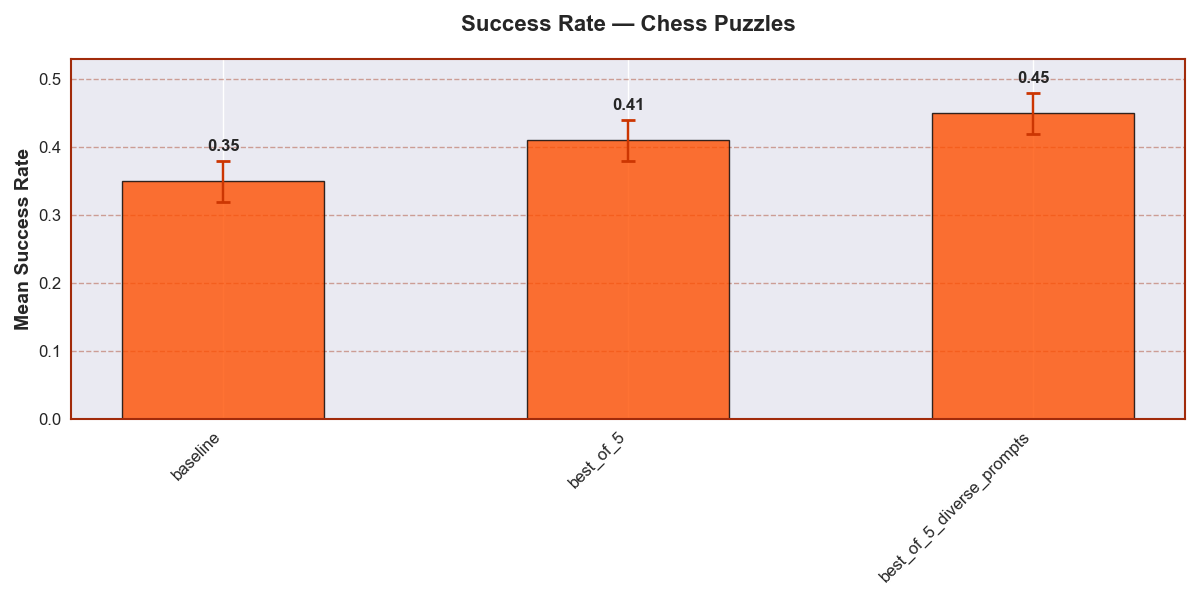 Success Rate — Chess Puzzles
Mean Success Rate
0.5
0.4
0.3
0.2
0.1
0.0
0.35
0.41
0.45
baseline
best_of_5
best_of_5_diverse_prompts